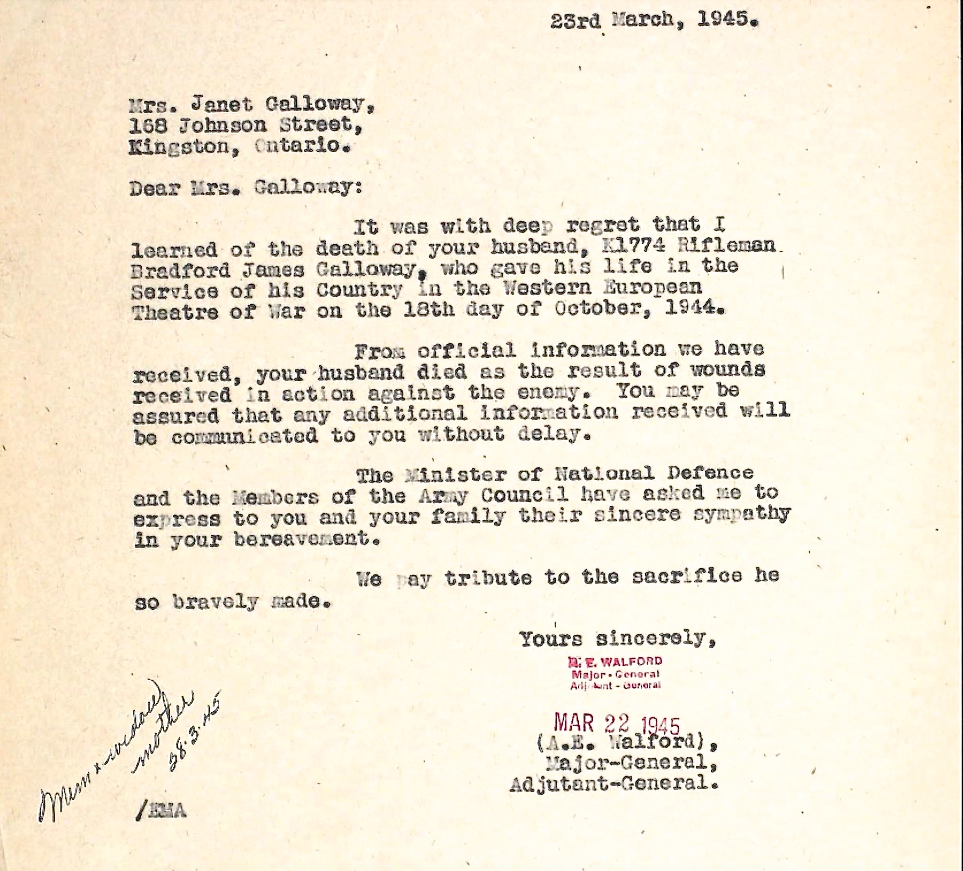 23rd March, 1945.
Mrs. Janet Galloway,
168 Johnson Street,
Kingston, Ontario.
Dear Mrs. Galloway:
It was with deep regret that I
learned of the death of your husband, K1774 Rifleman
Bradford James Galloway, who gave his life in the
Service of his Country in the Western European
Theatre of War on the 18th day of October, 1944.
From official information we have
received, your husband died as the result of wounds
received in action against the enemy. You may be
assured that any additional information received will
be communicated to you without delay.
The Minister of National Defence
and the Members of the Army Council have asked me to
express to you and your family their sincere sympathy
in your bereavement.
We pay tribute to the sacrifice he
so bravely made.
Yours sincerely,
E. WALFORD
Major-General
Adjutant-General
MAR 22 1945
(A.E. Walford),
Major-General,
Adjutant-General.
mother
28.3.45
/EMA